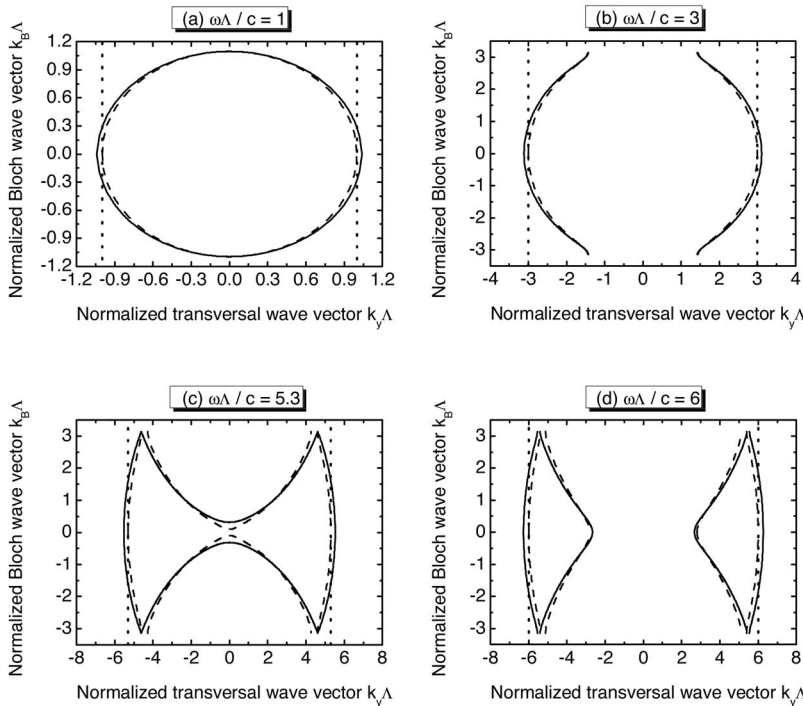 (a) ωΛ / c = 1
Normalized Bloch wave vector k_BΛ
1.2
0.9
0.6
0.3
0.0
-0.3
-0.6
-0.9
-1.2
-1.2 -0.9 -0.6 -0.3 0.0 0.3 0.6 0.9 1.2
Normalized transversal wave vector k_yΛ
(b) ωΛ / c = 3
Normalized Bloch wave vector k_BΛ
3
2
1
0
-1
-2
-3
-4 -3 -2 -1 0 1 2 3 4
Normalized transversal wave vector k_yΛ
(c) ωΛ / c = 5.3
Normalized Bloch wave vector k_BΛ
3
2
1
0
-1
-2
-3
-8 -6 -4 -2 0 2 4 6 8
Normalized transversal wave vector k_yΛ
(d) ωΛ / c = 6
Normalized Bloch wave vector k_BΛ
3
2
1
0
-1
-2
-3
-8 -6 -4 -2 0 2 4 6 8
Normalized transversal wave vector k_yΛ